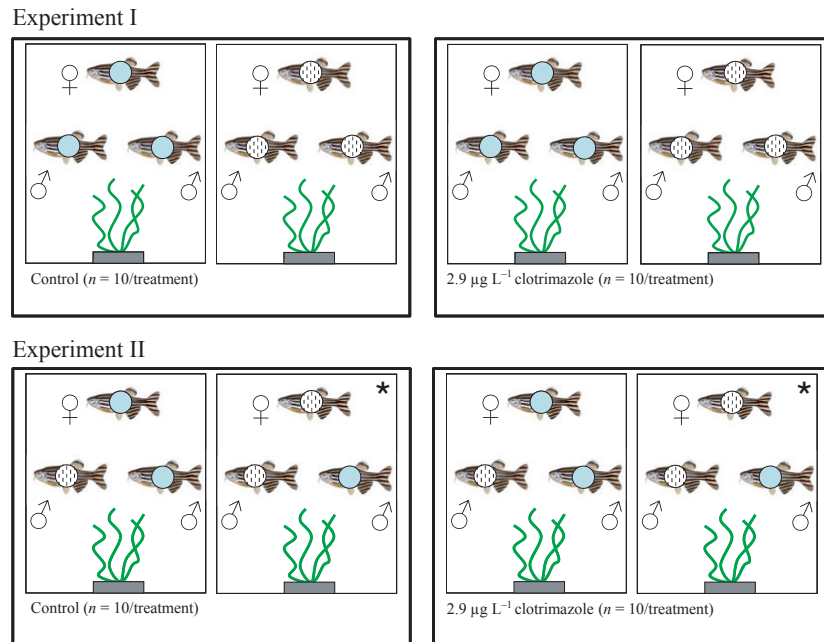 Experiment I
♀ ♀ ♀ ♀
♂ ♂ ♂ ♂ ♂ ♂ ♂ ♂
Control (n = 10/treatment) 2.9 µg L⁻¹ clotrimazole (n = 10/treatment)
Experiment II
* *
♀ ♀ ♀ ♀
♂ ♂ ♂ ♂ ♂ ♂ ♂ ♂
Control (n = 10/treatment) 2.9 µg L⁻¹ clotrimazole (n = 10/treatment)